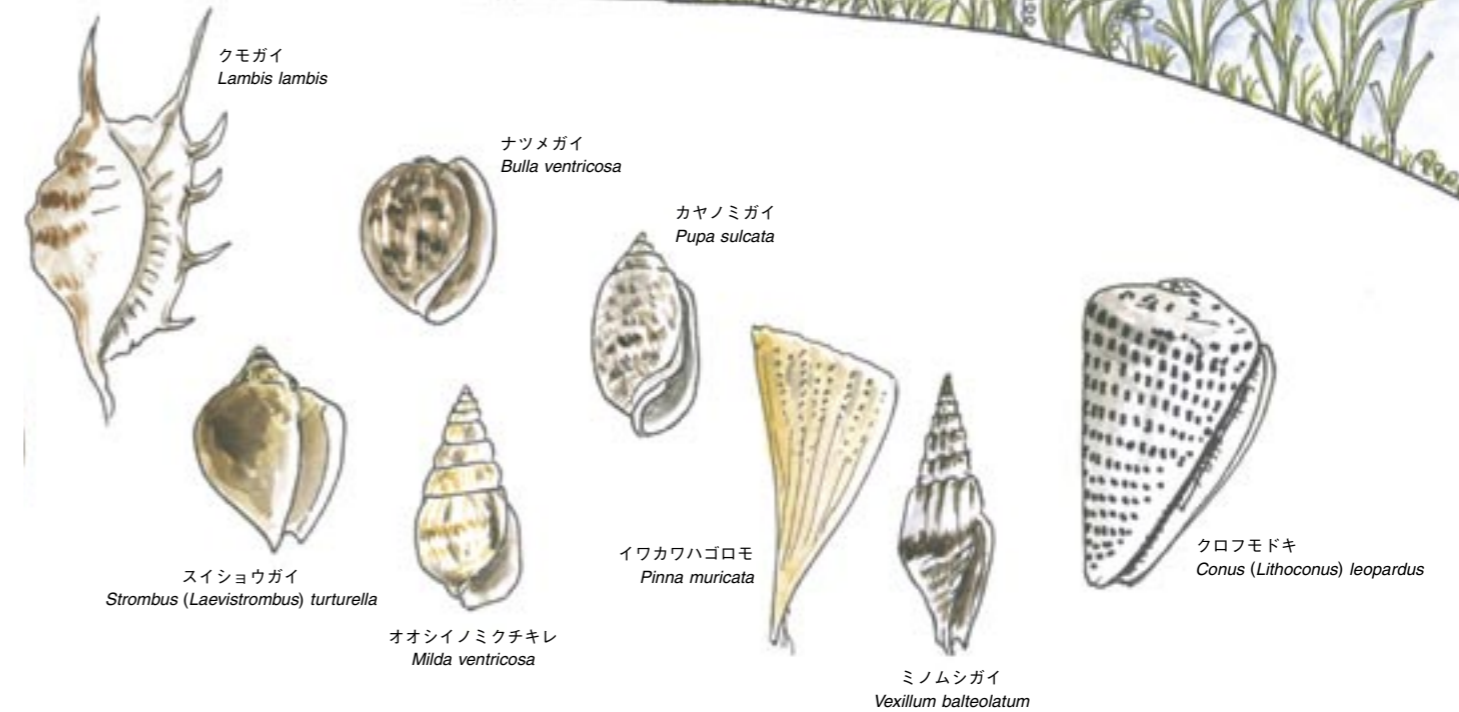 クモガイ
Lambis lambis
ナツメガイ
Bulla ventricosa
カヤノミガイ
Pupa sulcata
スイショウガイ
Strombus (Laevistrombus) turturella
オオシイノミクチキレ
Milda ventricosa
イワカワハゴロモ
Pinna muricata
ミノムシガイ
Vexillum balteolatum
クロフモドキ
Conus (Lithoconus) leopardus